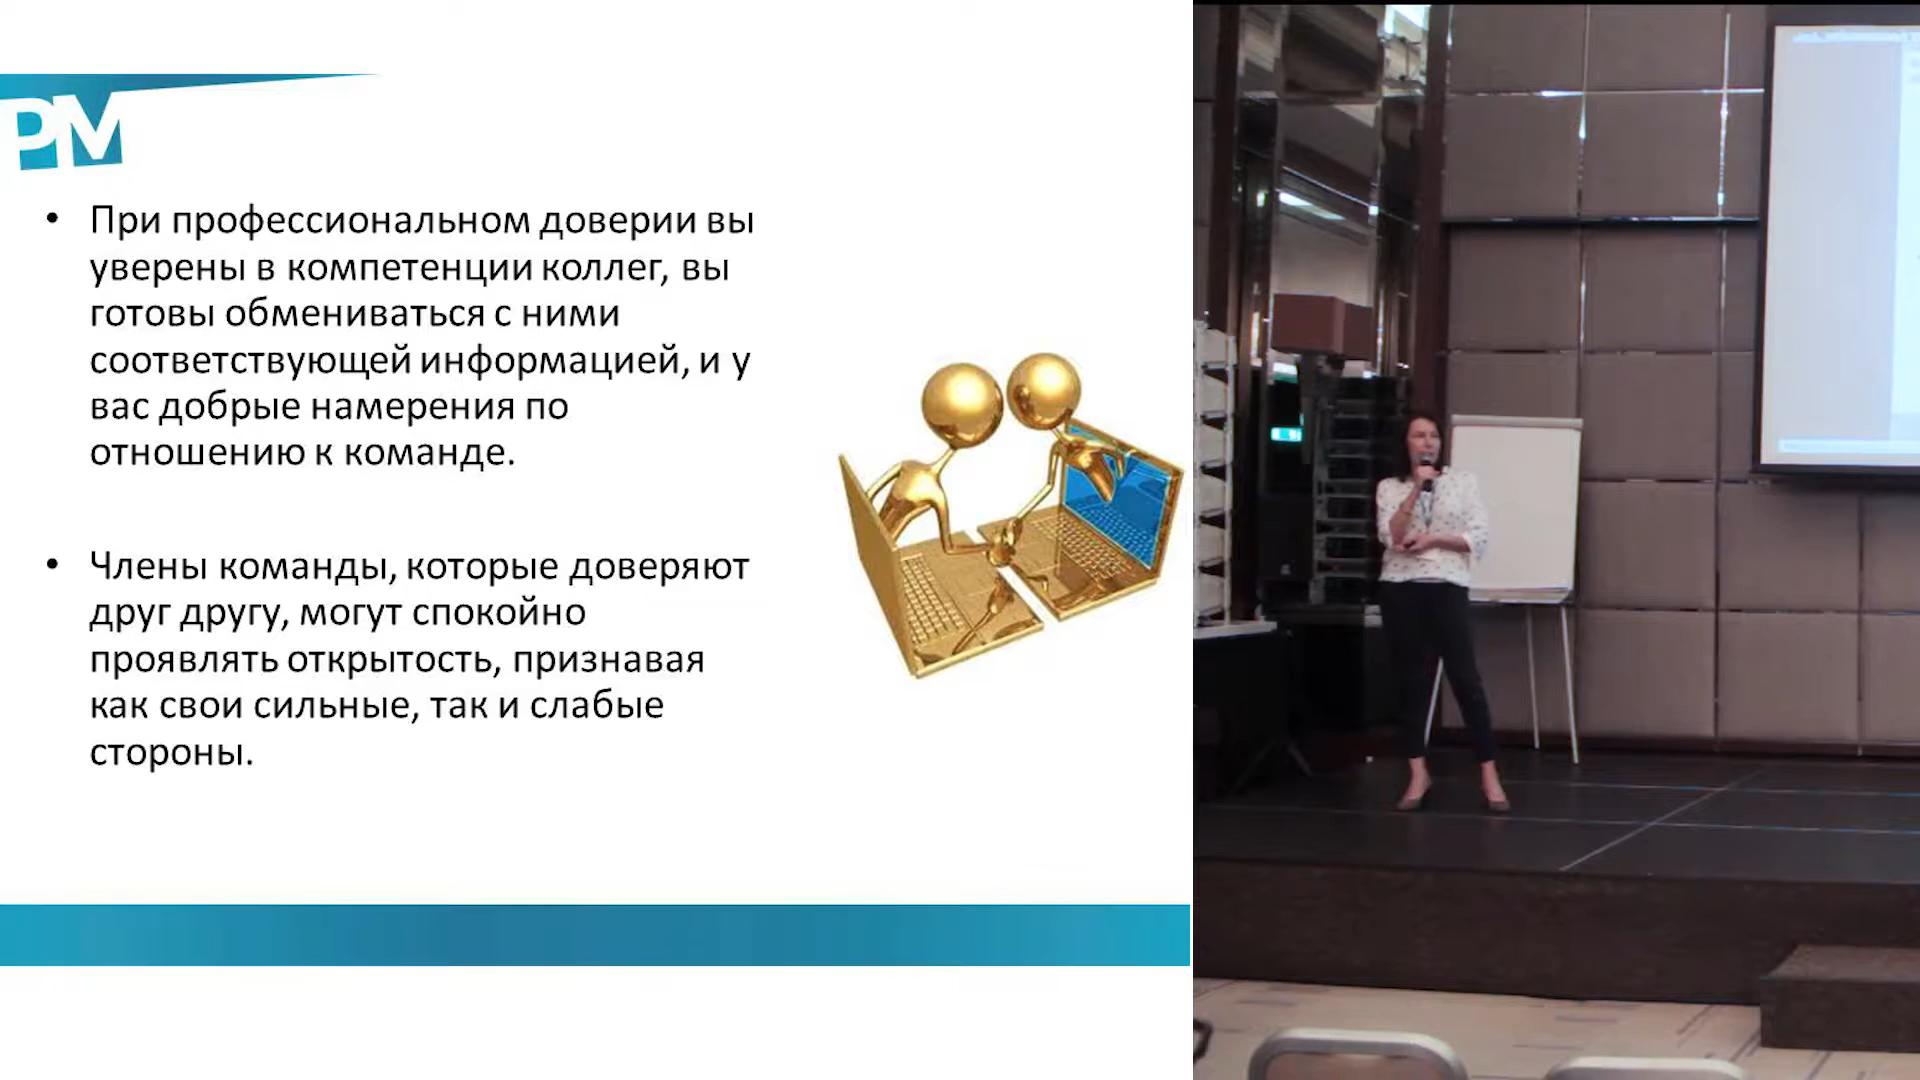 PM
• При профессиональном доверии вы
уверены в компетенции коллег, вы
готовы обмениваться с ними
соответствующей информацией, и у
вас добрые намерения по
отношению к команде.
• Члены команды, которые доверяют
друг другу, могут спокойно
проявлять открытость, признавая
как свои сильные, так и слабые
стороны.